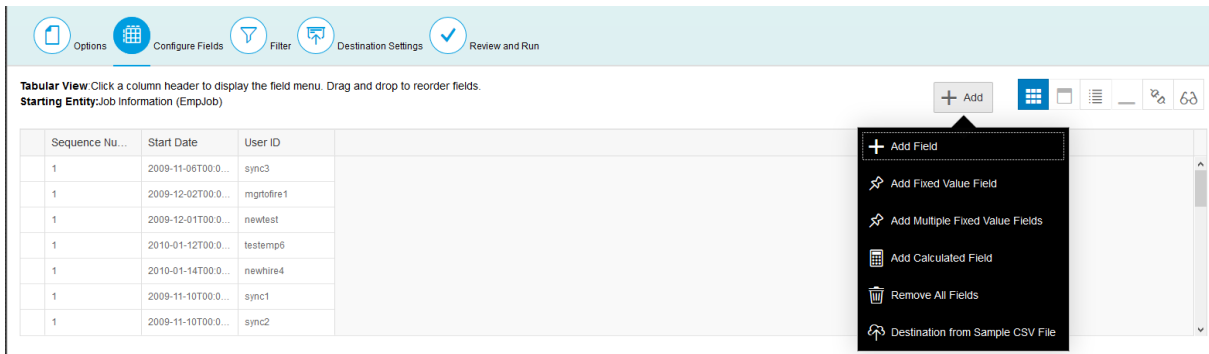 Options Configure Fields Filter Destination Settings Review and Run
Tabular View:Click a column header to display the field menu. Drag and drop to reorder fields.
Starting Entity:Job Information (EmpJob)
Add
Sequence Nu... Start Date User ID
1 2009-11-06T00:0... sync3
1 2009-12-02T00:0... mgrtofire1
1 2009-12-01T00:0... newtest
1 2010-01-12T00:0... testemp6
1 2010-01-14T00:0... newhire4
1 2009-11-10T00:0... sync1
1 2009-11-10T00:0... sync2
Add Field
Add Fixed Value Field
Add Multiple Fixed Value Fields
Add Calculated Field
Remove All Fields
Destination from Sample CSV File